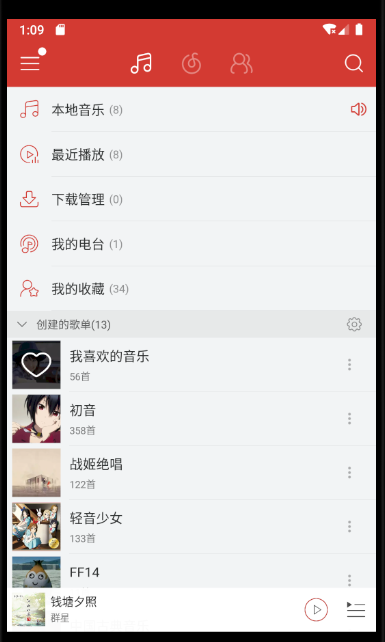 1:09
本地音乐 (8)
最近播放 (8)
下载管理 (0)
我的电台 (1)
我的收藏 (34)
创建的歌单(13)
我喜欢的音乐
56首
初音
358首
战姬绝唱
122首
轻音少女
133首
FF14
钱塘夕照
群星